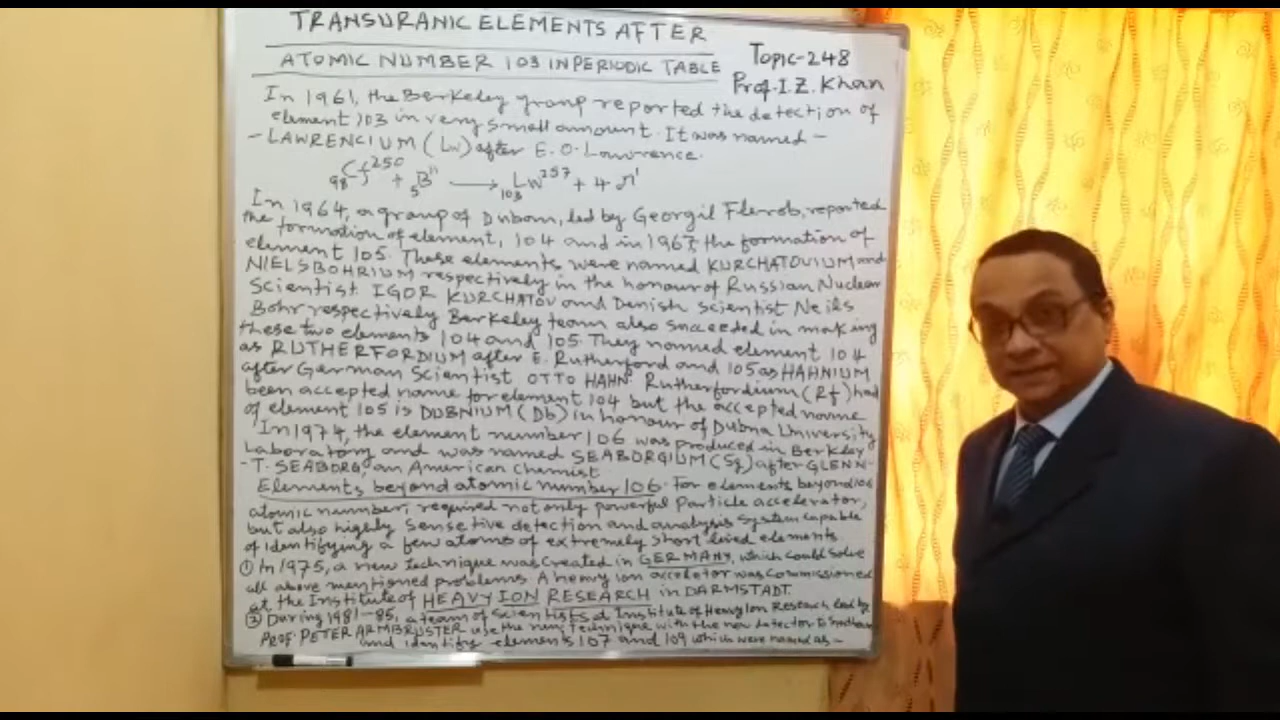 TRANSURANIC ELEMENTS AFTER
ATOMIC NUMBER 103 IN PERIODIC TABLE
Topic-248
Prof. I. Z. Khan
In 1961, the Berkeley group reported the detection of
element 103 in very small amount. It was named -
- LAWRENCIUM (Lw) after E. O. Lawrence.
98Cf250 + 5B11 → 103Lw257 + 4 n1
In 1964, a group of Dubom, led by Georgil Flerob, reported
the formation of element, 104 and in 1967, the formation of
element 105. These elements were named KURCHATOVIUM and
NIELSBOHRIUM respectively in the honour of Russian Nuclear
Scientist IGOR KURCHATOV and Denish Scientist Neils
Bohr respectively Berkeley team also succeeded in making
these two elements 104 and 105. They named element 104
as RUTHERFORDIUM after E. Rutherford and 105 as HAHNIUM
after German Scientist OTTO HAHN. Rutherfordium (Rf) had
been accepted name for element 104 but the accepted name
of element 105 is DUBNIUM (Db) in honour of Dubna University
In 1974, the element number 106 was produced in Berkley
Laboratory and was named SEABORGIUM (Sg) after GLENN-
- T. SEABORG, an American Chemist
Elements beyond atomic number 106. For elements beyond 106
atomic number, required not only powerful Particle accelerator,
but also highly Sensetive detection and analysis system capable
of identifying a few atoms of extremely short lived elements.
① In 1975, a new technique was created in GERMANY, which could solve
all above mentioned problems. A heavy ion accelator was commissioned
at the Institute of HEAVY ION RESEARCH in DARMSTADT.
② During 1981-85, a team of Scientists d Institute of Heavy Ion Research, lead by
PROF. PETER ARMBRUSTER use the new technique with the new detector to
and identify elements 107 and 109 which were named as -